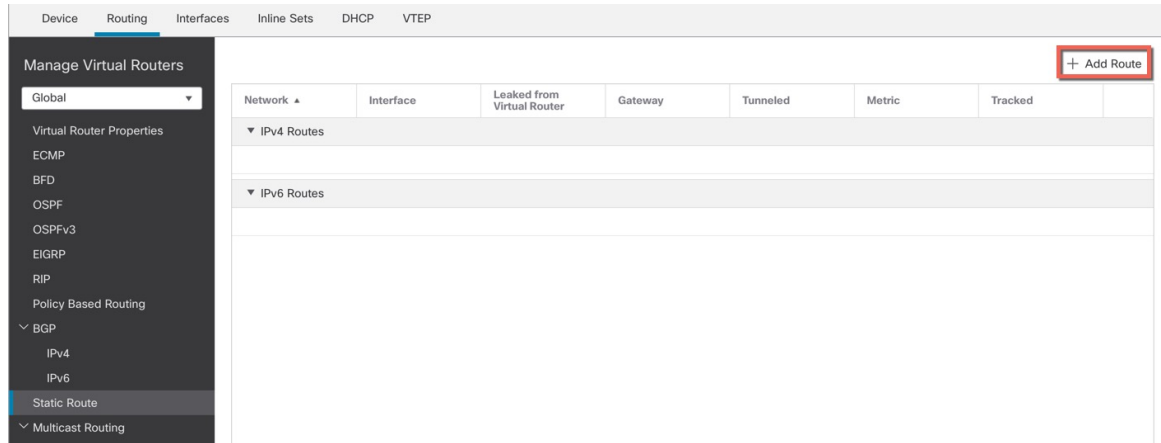 Device Routing Interfaces Inline Sets DHCP VTEP
Manage Virtual Routers
Global
Virtual Router Properties
ECMP
BFD
OSPF
OSPFv3
EIGRP
RIP
Policy Based Routing
BGP
IPv4
IPv6
Static Route
Multicast Routing
+ Add Route
Network Interface Leaked from Virtual Router Gateway Tunneled Metric Tracked
IPv4 Routes
IPv6 Routes